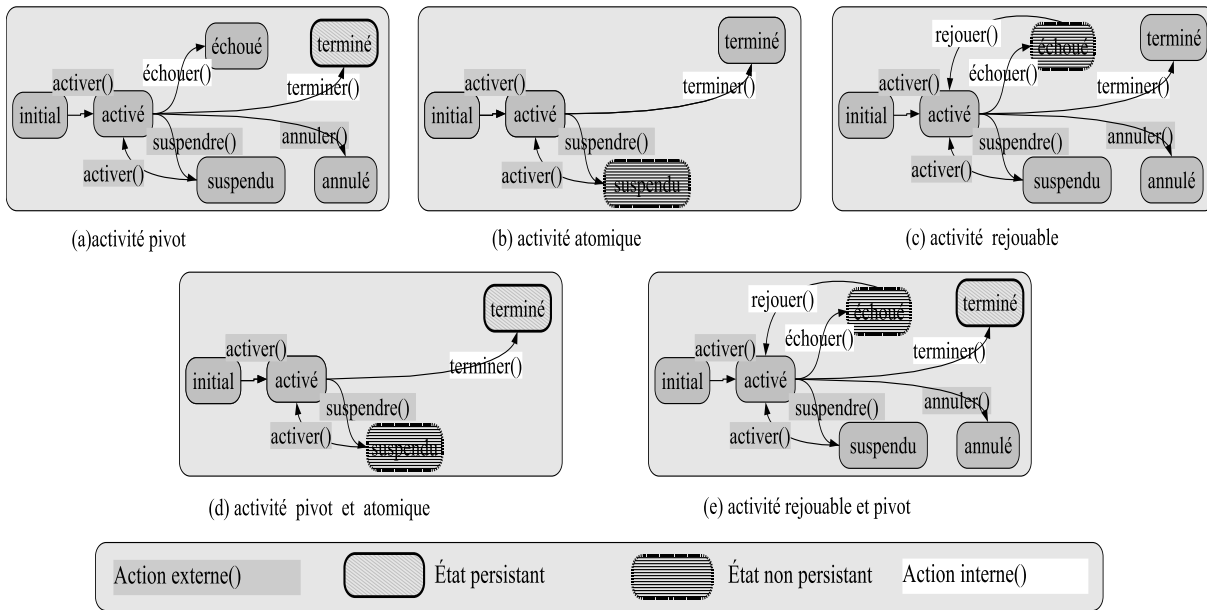 échoué
terminé
activer()
échouer()
terminer()
initial
activé
annuler()
suspendre()
activer()
suspendu
annulé
(a)activité pivot
terminé
activer()
terminer()
initial
activé
suspendre()
activer()
suspendu
(b) activité atomique
rejouer()
échoué
terminé
activer()
échouer()
terminer()
initial
activé
annuler()
suspendre()
activer()
suspendu
annulé
(c) activité rejouable
terminé
activer()
terminer()
initial
activé
suspendre()
activer()
suspendu
(d) activité pivot et atomique
rejouer()
échoué
terminé
échouer()
activer()
terminer()
initial
activé
annuler()
suspendre()
activer()
suspendu
annulé
(e) activité rejouable et pivot
Action externe()
État persistant
État non persistant
Action interne()